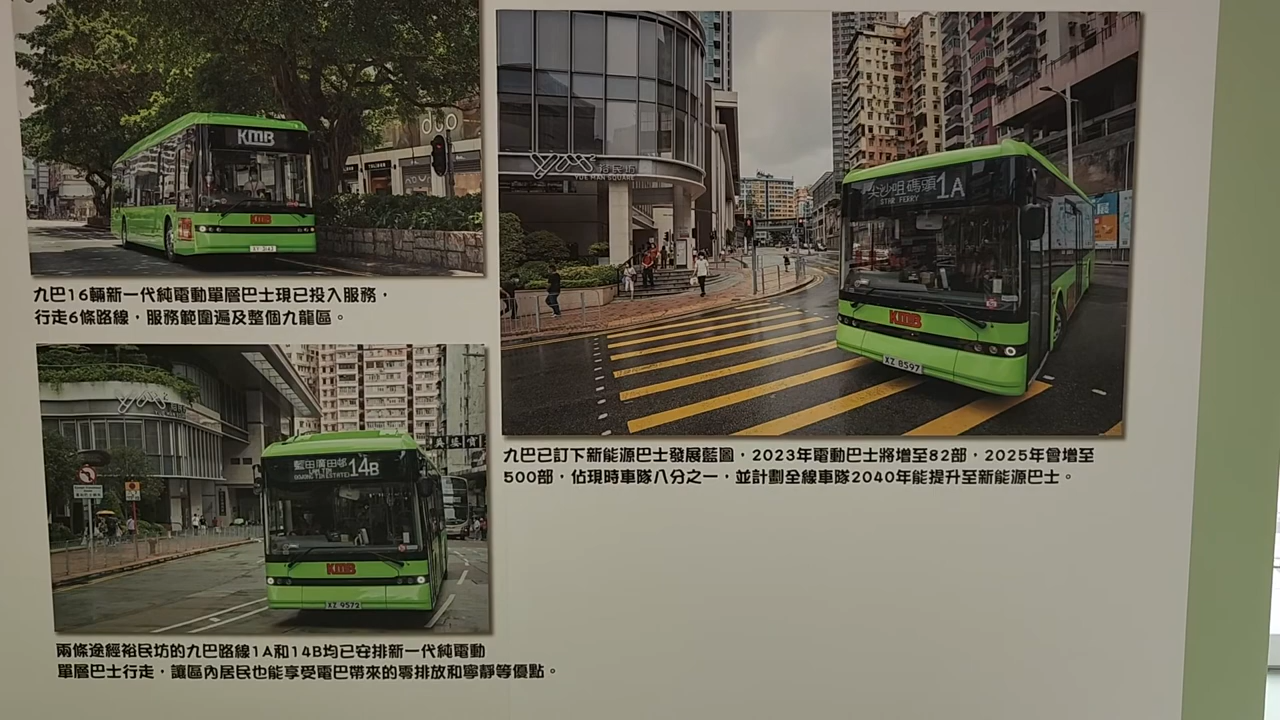 KMB
duo
KMB
九巴16輛新一代純電動單層巴士現已投入服務，
行走6條路線，服務範圍遍及整個九龍區。
裕民坊
YUE MAN SQUARE
尖沙咀碼頭 1A
STAR FERRY
KMB
XZ 8597
九巴已訂下新能源巴士發展藍圖，2023年電動巴士將增至82部，2025年會增至
500部，佔現時車隊八分之一，並計劃全線車隊2040年能提升至新能源巴士。
藍田廣田邨 14B
LAM TIN
KMB
XZ 9572
兩條途經裕民坊的九巴路線1A和14B均已安排新一代純電動
單層巴士行走，讓區內居民也能享受電巴帶來的零排放和寧靜等優點。